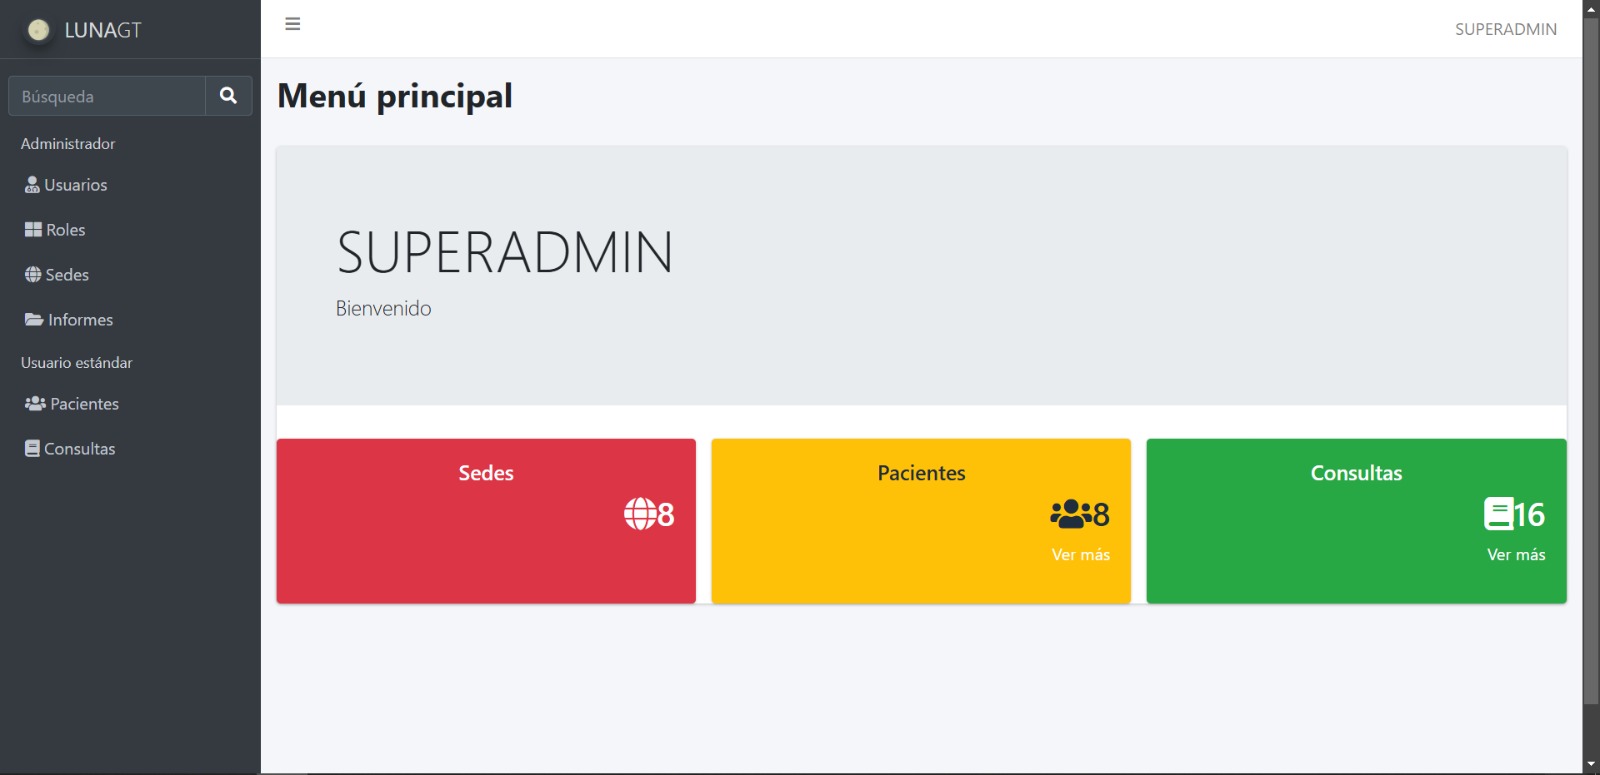 LUNAGT
SUPERADMIN
Búsqueda
Menú principal
Administrador
Usuarios
Roles
Sedes
Informes
Usuario estándar
Pacientes
Consultas
SUPERADMIN
Bienvenido
Sedes
8
Pacientes
8
Ver más
Consultas
16
Ver más